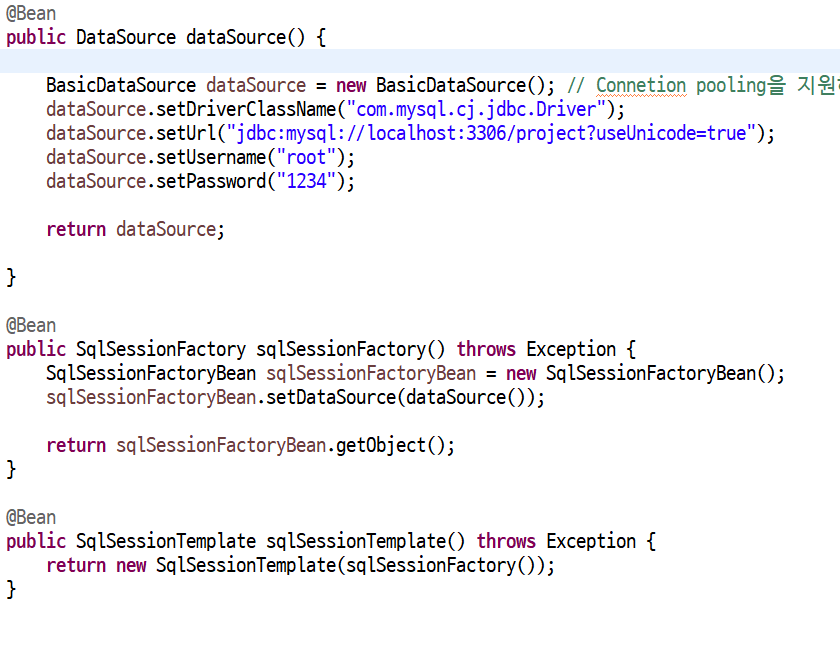 @Bean
public DataSource dataSource() {
BasicDataSource dataSource = new BasicDataSource(); // Connetion pooling을 지원
dataSource.setDriverClassName("com.mysql.cj.jdbc.Driver");
dataSource.setUrl("jdbc:mysql://localhost:3306/project?useUnicode=true");
dataSource.setUsername("root");
dataSource.setPassword("1234");
return dataSource;
}
@Bean
public SqlSessionFactory sqlSessionFactory() throws Exception {
SqlSessionFactoryBean sqlSessionFactoryBean = new SqlSessionFactoryBean();
sqlSessionFactoryBean.setDataSource(dataSource());
return sqlSessionFactoryBean.getObject();
}
@Bean
public SqlSessionTemplate sqlSessionTemplate() throws Exception {
return new SqlSessionTemplate(sqlSessionFactory());
}